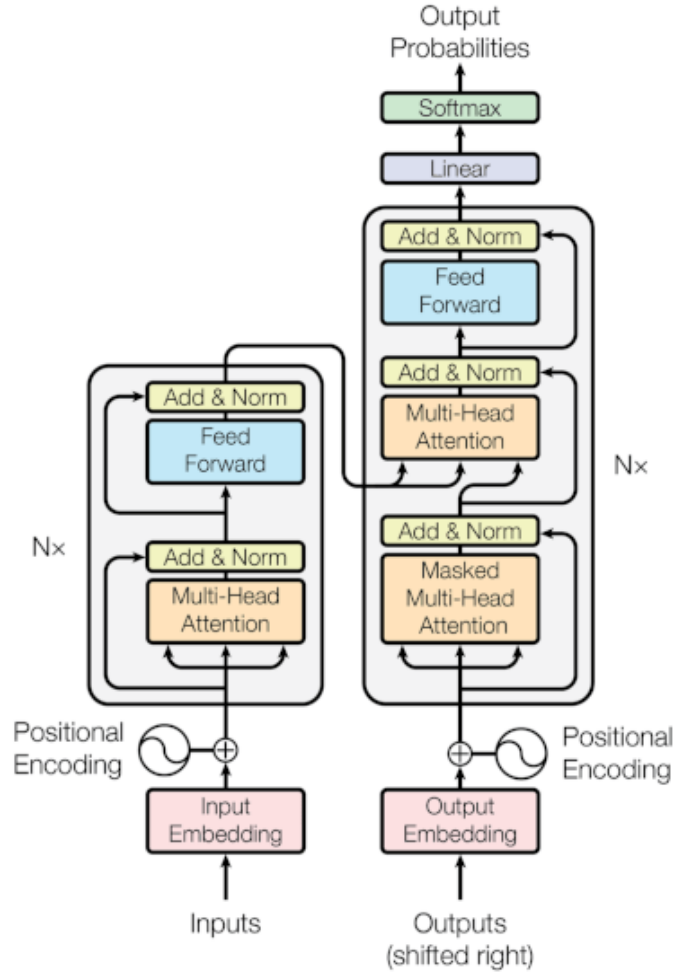 Output
Probabilities
Softmax
Linear
Add & Norm
Feed
Forward
Add & Norm
Multi-Head
Attention
Add & Norm
Masked
Multi-Head
Attention
Nx
Add & Norm
Feed
Forward
Add & Norm
Multi-Head
Attention
Nx
Positional
Encoding
Positional
Encoding
Input
Embedding
Output
Embedding
Inputs
Outputs
(shifted right)